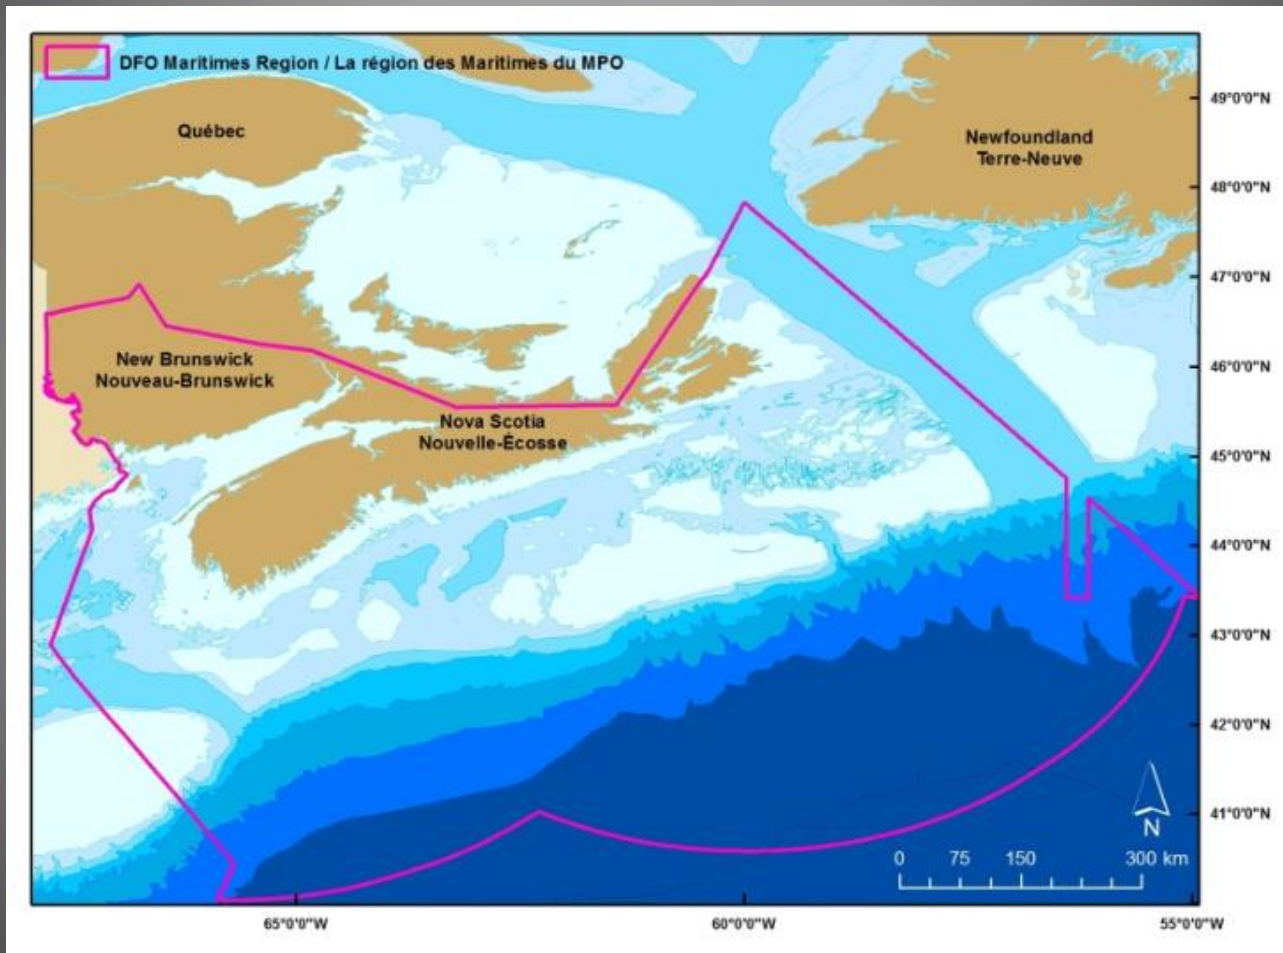 DFO Maritimes Region / La région des Maritimes du MPO
Québec
Newfoundland
Terre-Neuve
New Brunswick
Nouveau-Brunswick
Nova Scotia
Nouvelle-Écosse
49°0'0"N
48°0'0"N
47°0'0"N
46°0'0"N
45°0'0"N
44°0'0"N
43°0'0"N
42°0'0"N
41°0'0"N
N
0 75 150 300 km
65°0'0"W 60°0'0"W 55°0'0"W